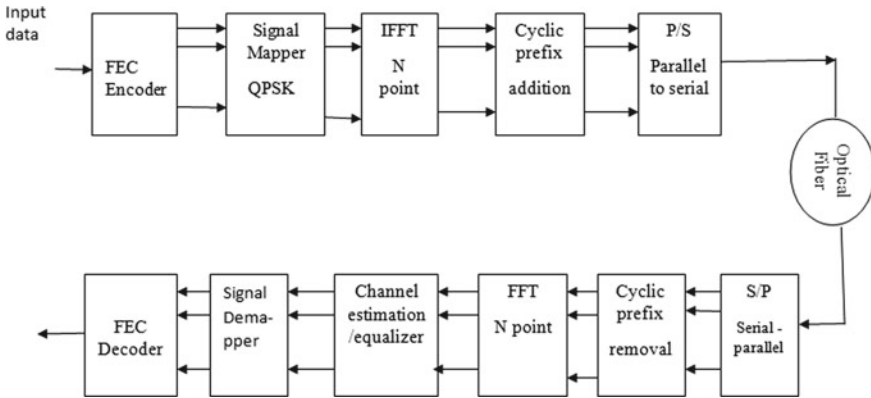 Input
data
FEC
Encoder
Signal
Mapper
QPSK
IFFT
N
point
Cyclic
prefix
addition
P/S
Parallel
to serial
Optical
Fiber
FEC
Decoder
Signal
Dema-
pper
Channel
estimation
/equalizer
FFT
N point
Cyclic
prefix
removal
S/P
Serial -
parallel